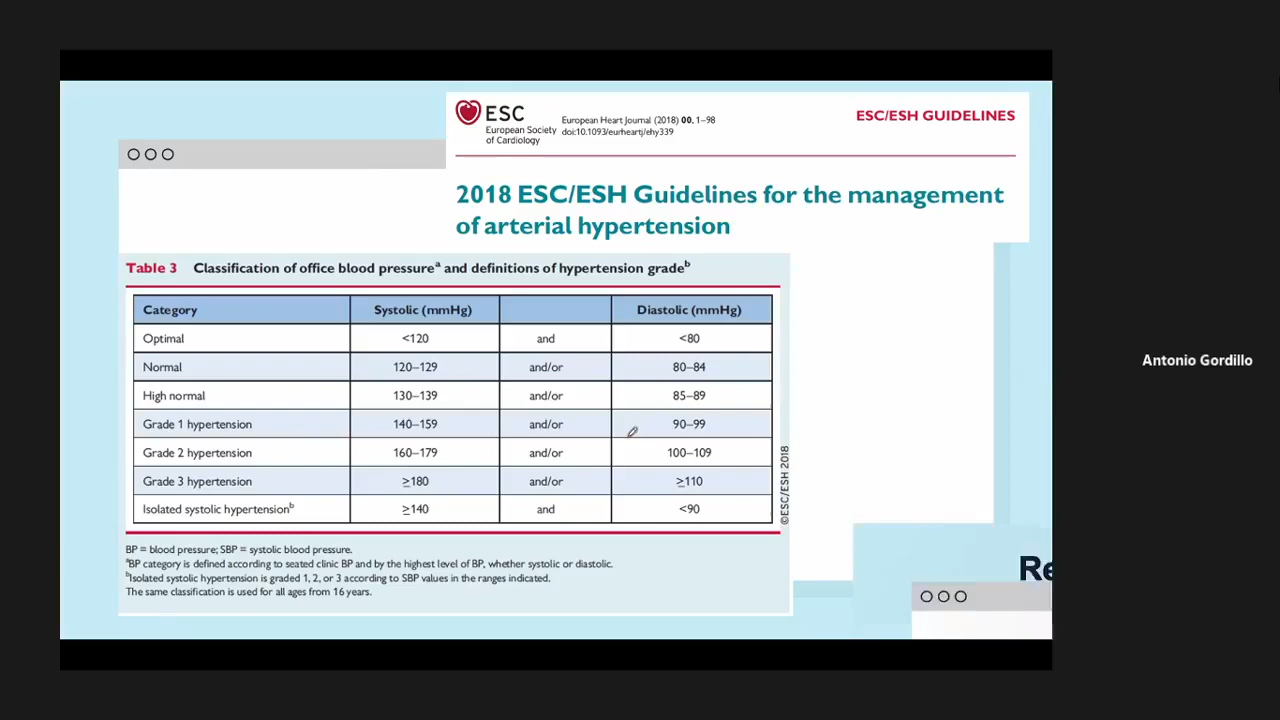 ESC
European Society
of Cardiology
European Heart Journal (2018) 00, 1–98
doi:10.1093/eurheartj/ehy339
ESC/ESH GUIDELINES
2018 ESC/ESH Guidelines for the management
of arterial hypertension
Table 3 Classification of office blood pressureᵃ and definitions of hypertension gradeᵇ
Category Systolic (mmHg) Diastolic (mmHg)
Optimal <120 and <80
Normal 120–129 and/or 80–84
High normal 130–139 and/or 85–89
Grade 1 hypertension 140–159 and/or 90–99
Grade 2 hypertension 160–179 and/or 100–109
Grade 3 hypertension ≥180 and/or ≥110
Isolated systolic hypertensionᵇ ≥140 and <90
©ESC/ESH 2018
BP = blood pressure; SBP = systolic blood pressure.
ᵃBP category is defined according to seated clinic BP and by the highest level of BP, whether systolic or diastolic.
ᵇIsolated systolic hypertension is graded 1, 2, or 3 according to SBP values in the ranges indicated.
The same classification is used for all ages from 16 years.
Re
Antonio Gordillo